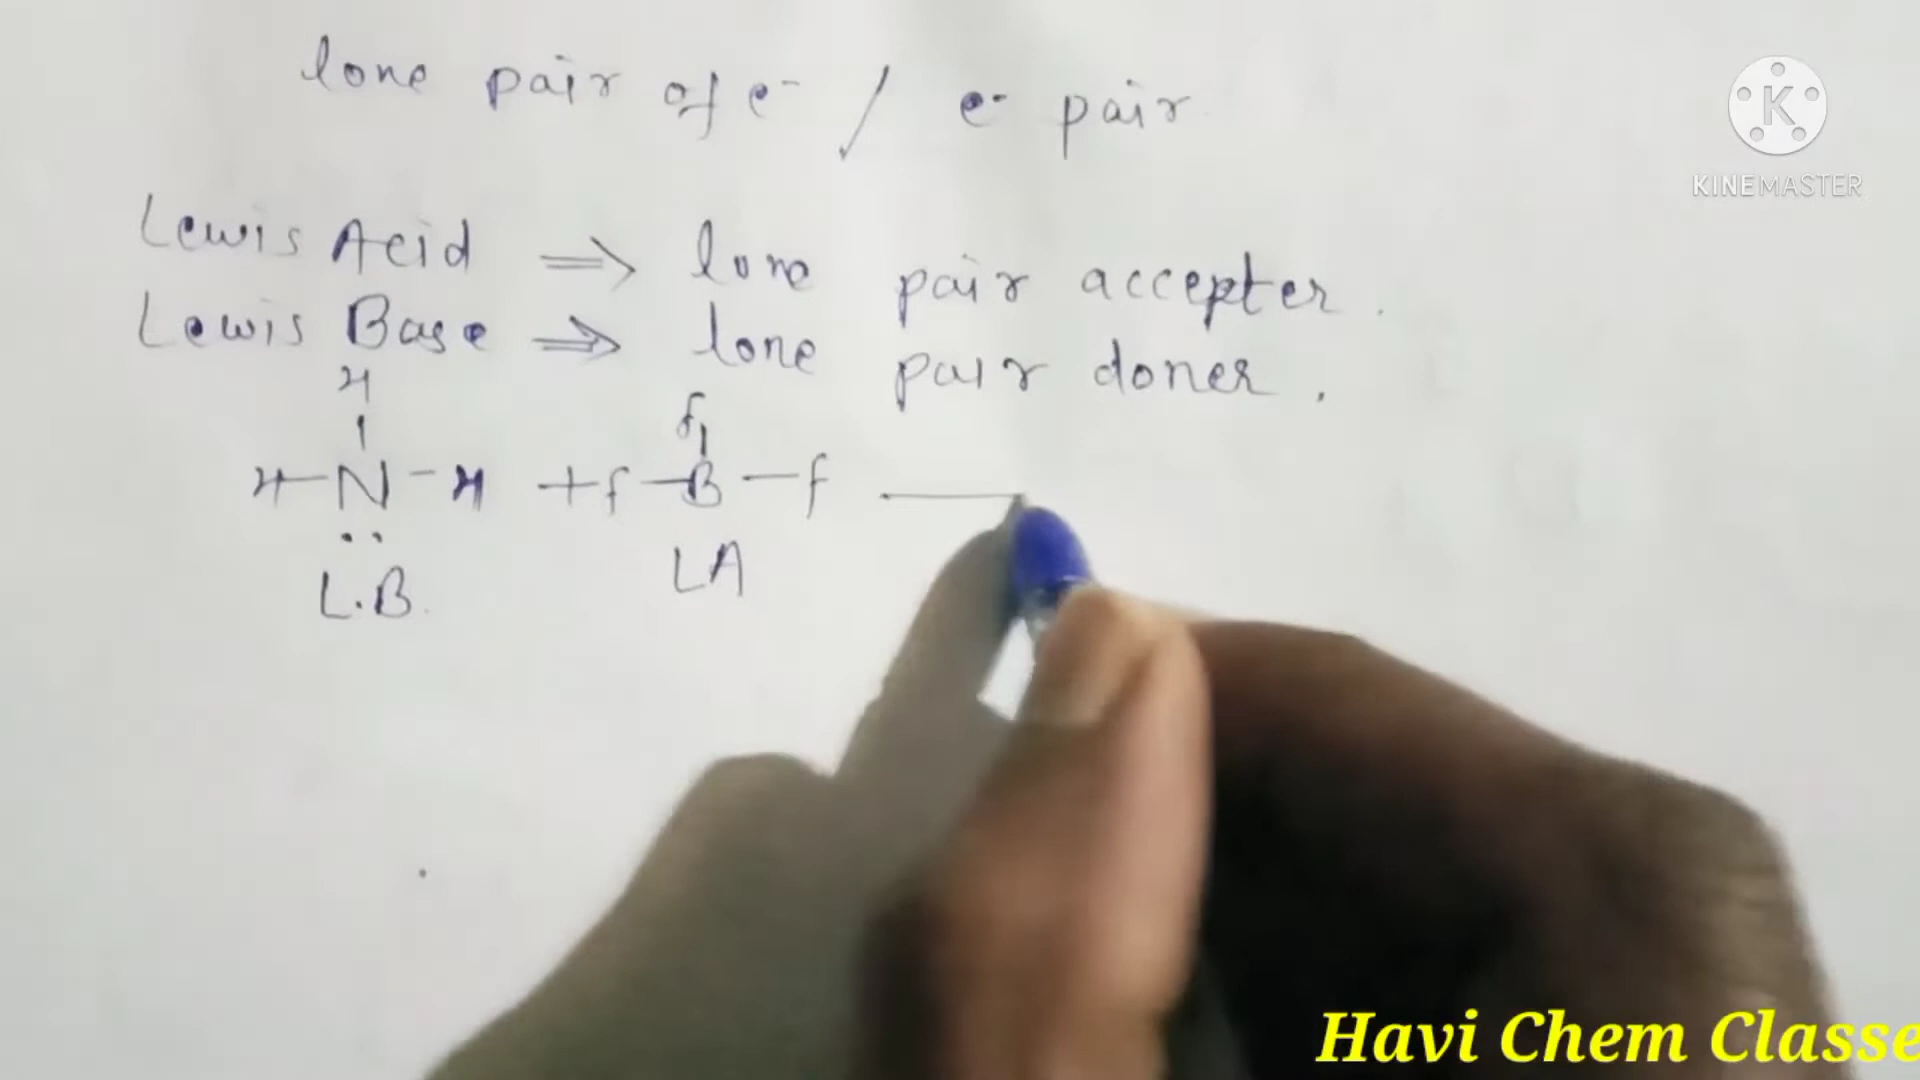 lone pair of e⁻ / e⁻ pair
KINEMASTER
Lewis Acid ⇒ lone pair accepter.
Lewis Base ⇒ lone pair doner.
H
f
H–N–H + f–B–f
L.B. LA
Havi Chem Classe